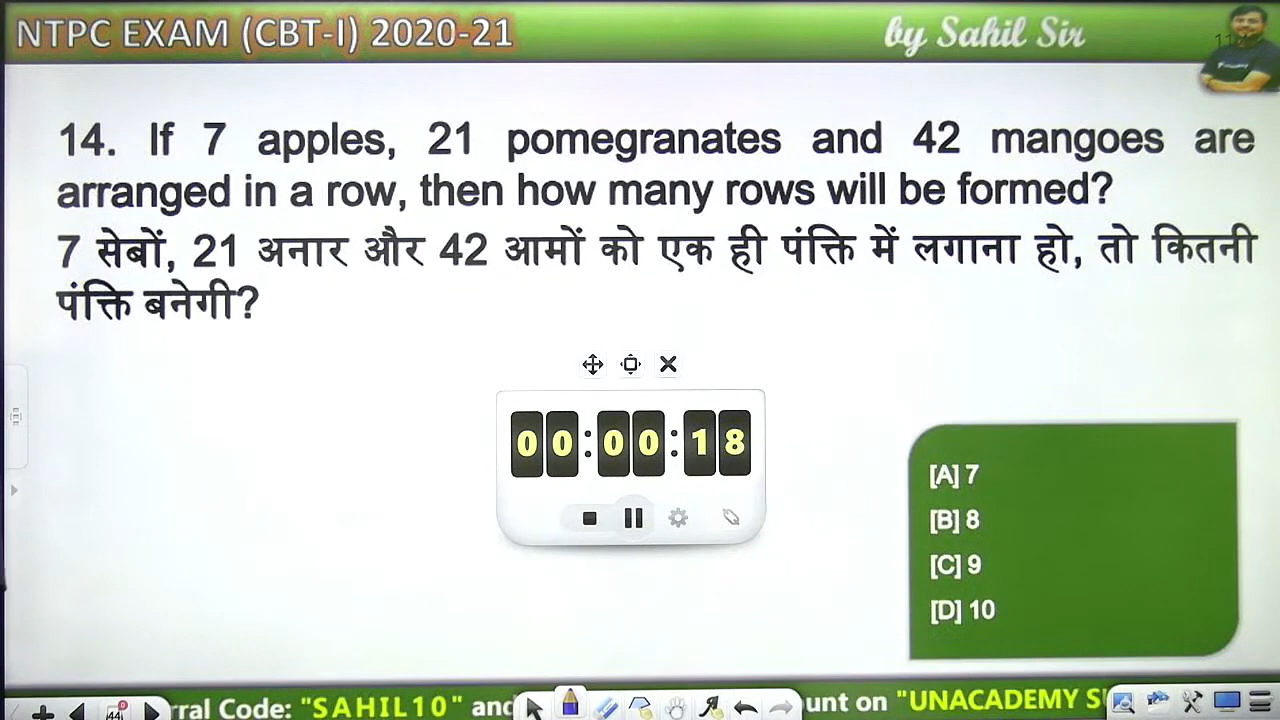 NTPC EXAM (CBT-I) 2020-21
by Sahil Sir
14. If 7 apples, 21 pomegranates and 42 mangoes are
arranged in a row, then how many rows will be formed?
7 सेबों, 21 अनार और 42 आमों को एक ही पंक्ति में लगाना हो, तो कितनी
पंक्ति बनेगी?
00:00:18
[A] 7
[B] 8
[C] 9
[D] 10
44
rral Code: "SAHIL10" and
unt on "UNACADEMY S